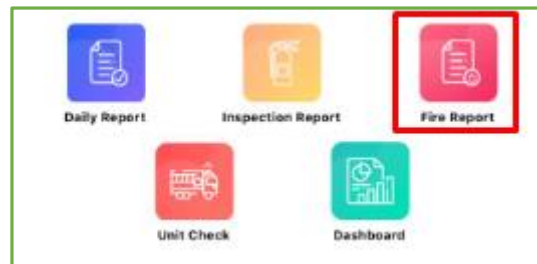 Daily Report
Inspection Report
Fire Report
Unit Check
Dashboard